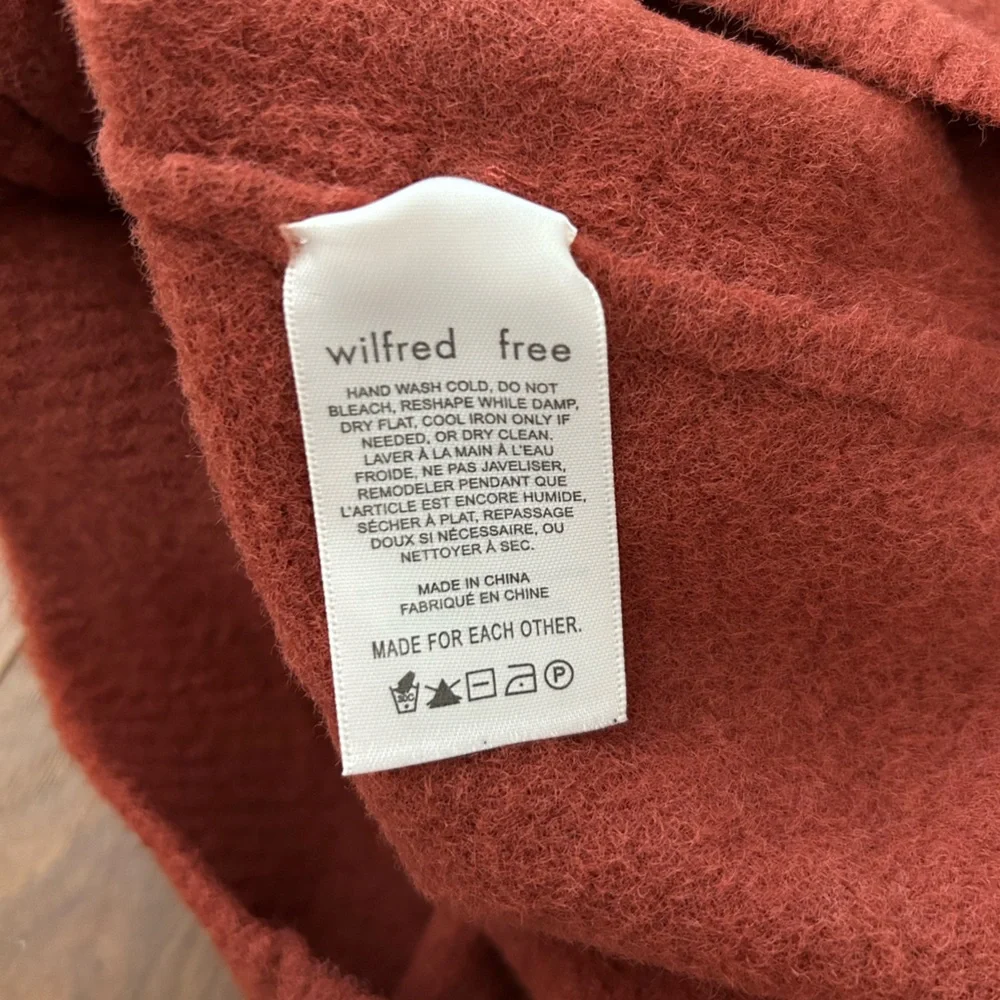 wilfred free
HAND WASH COLD, DO NOT
BLEACH, RESHAPE WHILE DAMP,
DRY FLAT, COOL IRON ONLY IF
NEEDED, OR DRY CLEAN.
LAVER À LA MAIN À L'EAU
FROIDE, NE PAS JAVELISER,
REMODELER PENDANT QUE
L'ARTICLE EST ENCORE HUMIDE,
SÉCHER À PLAT, REPASSAGE
DOUX SI NÉCESSAIRE, OU
NETTOYER À SEC.
MADE IN CHINA
FABRIQUÉ EN CHINE
MADE FOR EACH OTHER.
30C P